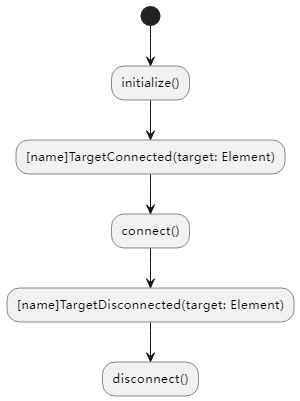 initialize()
[name]TargetConnected(target: Element)
connect()
[name]TargetDisconnected(target: Element)
disconnect()